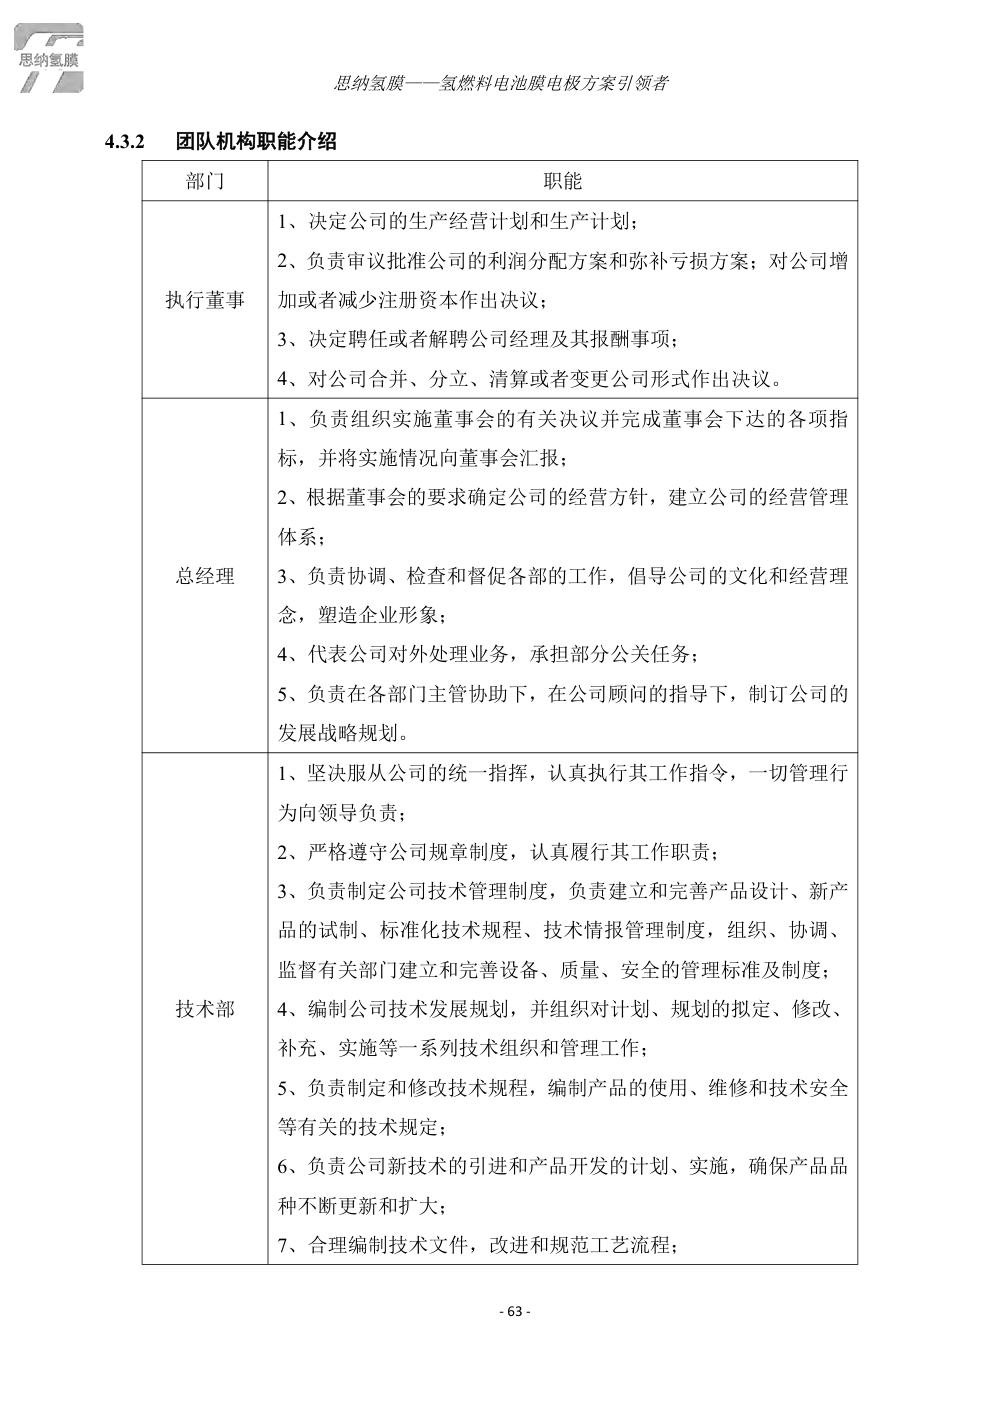 思纳氢膜
思纳氢膜——氢燃料电池膜电极方案引领者
4.3.2 团队机构职能介绍
部门 职能
执行董事
1、决定公司的生产经营计划和生产计划；
2、负责审议批准公司的利润分配方案和弥补亏损方案；对公司增
加或者减少注册资本作出决议；
3、决定聘任或者解聘公司经理及其报酬事项；
4、对公司合并、分立、清算或者变更公司形式作出决议。
总经理
1、负责组织实施董事会的有关决议并完成董事会下达的各项指
标，并将实施情况向董事会汇报；
2、根据董事会的要求确定公司的经营方针，建立公司的经营管理
体系；
3、负责协调、检查和督促各部的工作，倡导公司的文化和经营理
念，塑造企业形象；
4、代表公司对外处理业务，承担部分公关任务；
5、负责在各部门主管协助下，在公司顾问的指导下，制订公司的
发展战略规划。
技术部
1、坚决服从公司的统一指挥，认真执行其工作指令，一切管理行
为向领导负责；
2、严格遵守公司规章制度，认真履行其工作职责；
3、负责制定公司技术管理制度，负责建立和完善产品设计、新产
品的试制、标准化技术规程、技术情报管理制度，组织、协调、
监督有关部门建立和完善设备、质量、安全的管理标准及制度；
4、编制公司技术发展规划，并组织对计划、规划的拟定、修改、
补充、实施等一系列技术组织和管理工作；
5、负责制定和修改技术规程，编制产品的使用、维修和技术安全
等有关的技术规定；
6、负责公司新技术的引进和产品开发的计划、实施，确保产品品
种不断更新和扩大；
7、合理编制技术文件，改进和规范工艺流程；
- 63 -